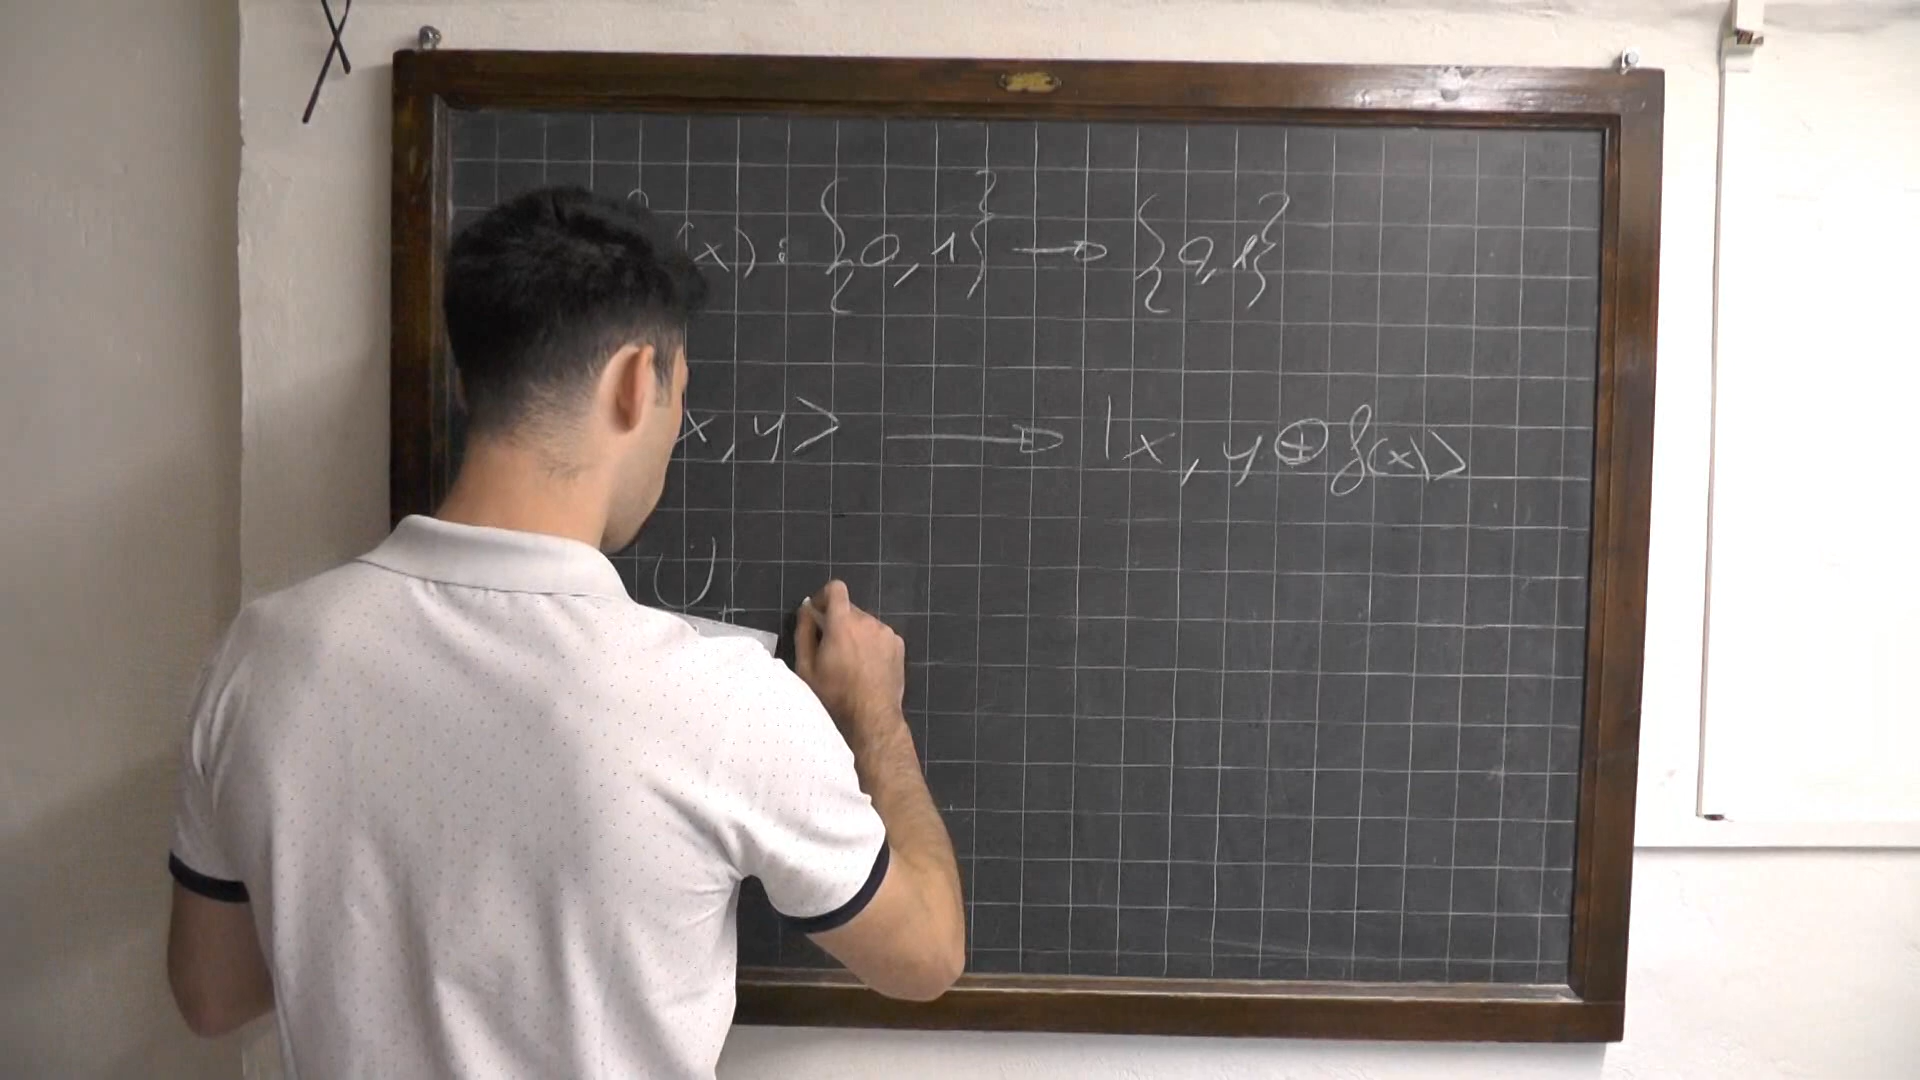 (x): {0,1} → {0,1}
x,y> → |x, y⊕f(x)>
U